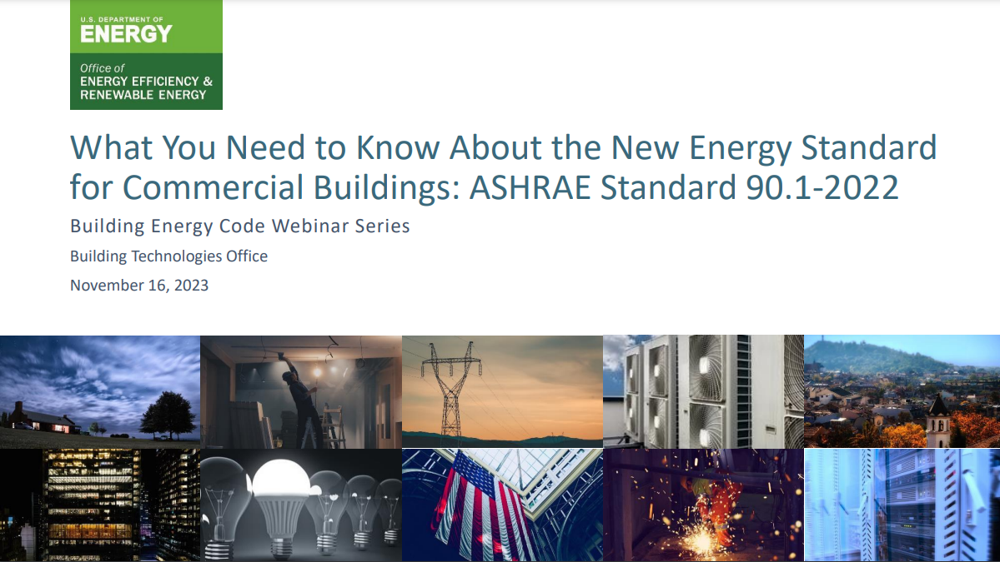 U.S. DEPARTMENT OF
ENERGY
Office of
ENERGY EFFICIENCY &
RENEWABLE ENERGY
What You Need to Know About the New Energy Standard
for Commercial Buildings: ASHRAE Standard 90.1-2022
Building Energy Code Webinar Series
Building Technologies Office
November 16, 2023